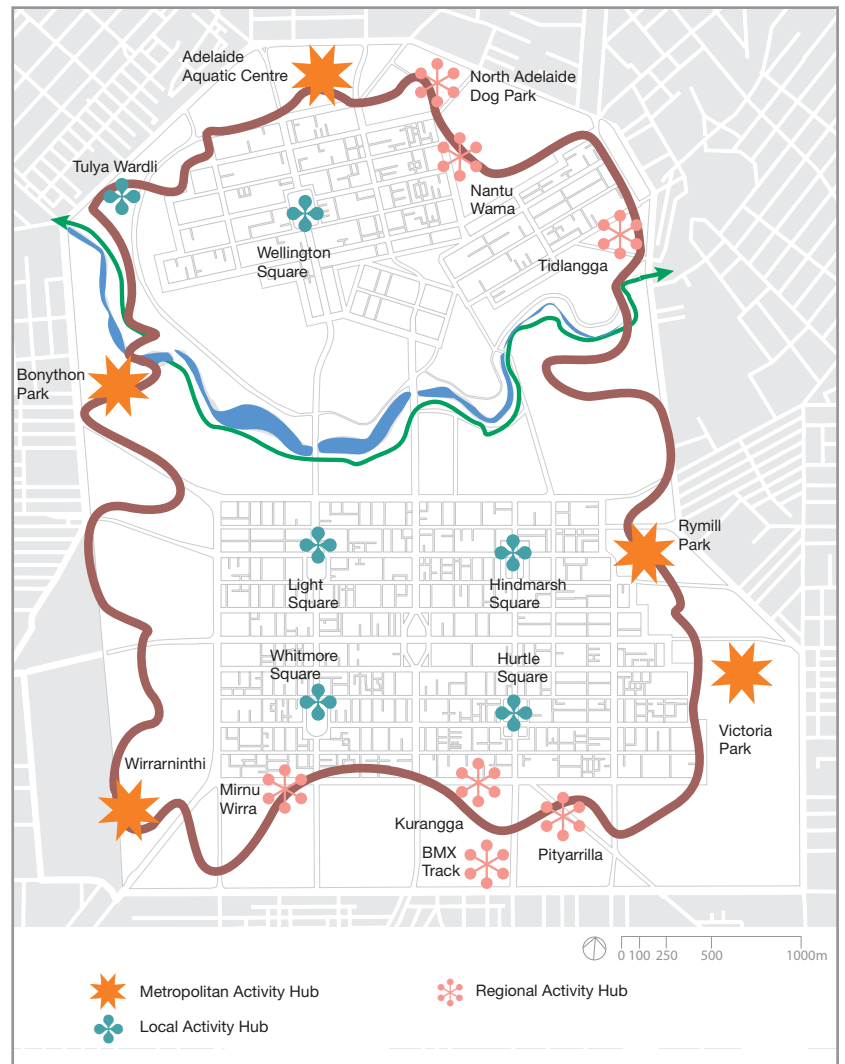 Adelaide
Aquatic Centre
North Adelaide
Dog Park
Tulya Wardli
Nantu
Wama
Wellington
Square
Tidlangga
Bonython
Park
Rymill
Park
Light
Square
Hindmarsh
Square
Whitmore
Square
Hurtle
Square
Victoria
Park
Wirrarninthi
Mirnu
Wirra
Kurangga
BMX
Track
Pityarrilla
0 100 250 500 1000m
Metropolitan Activity Hub
Regional Activity Hub
Local Activity Hub